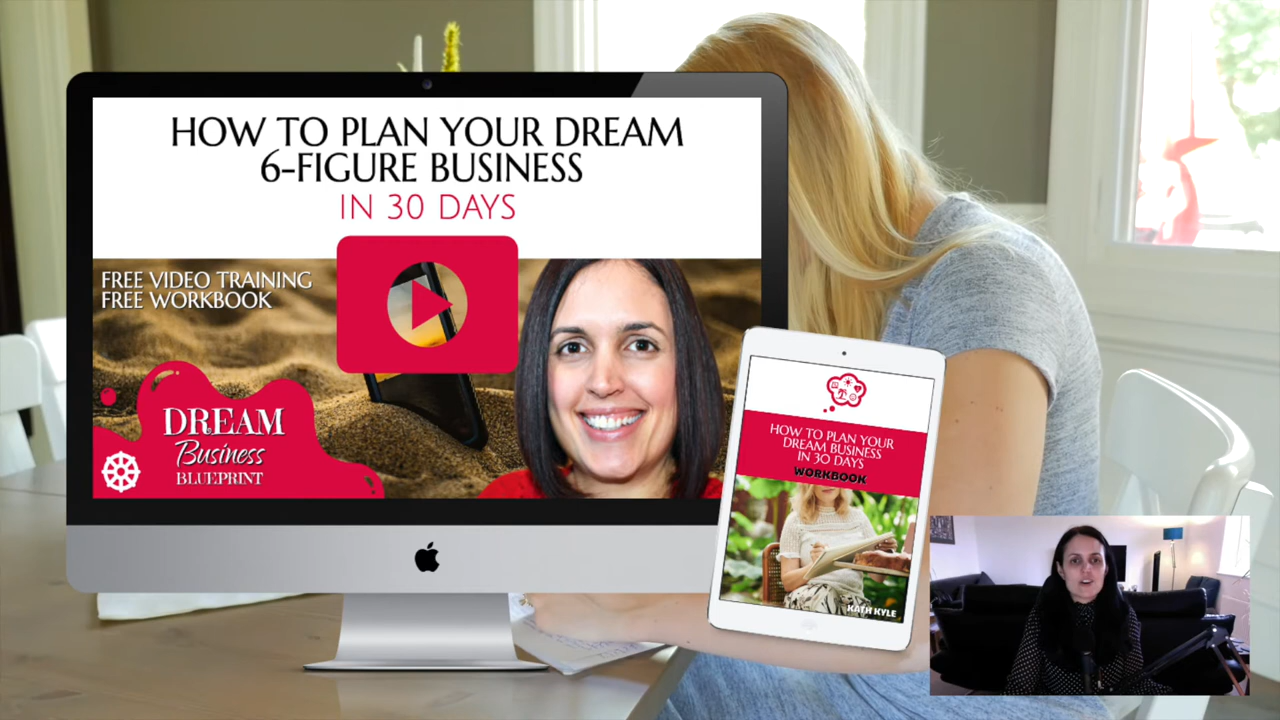 HOW TO PLAN YOUR DREAM
6-FIGURE BUSINESS
IN 30 DAYS
FREE VIDEO TRAINING
FREE WORKBOOK
DREAM
Business
BLUEPRINT
HOW TO PLAN YOUR
DREAM BUSINESS
IN 30 DAYS
WORKBOOK
KATH KYLE